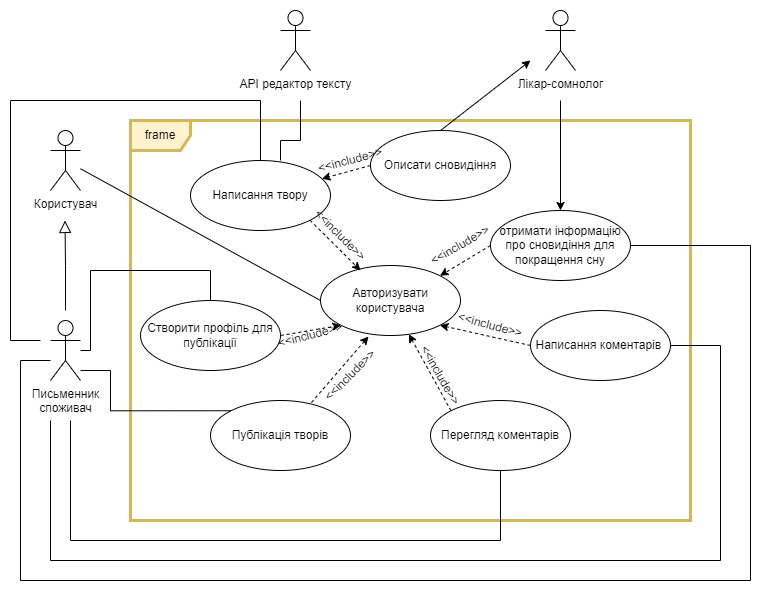 API редактор тексту
Лікар-сомнолог
frame
Користувач
<<include>>
Описати сновидіння
Написання твору
<<include>>
<<include>>
отримати інформацію
про сновидіння для
покращення сну
Авторизувати
користувача
Створити профіль для
публікації
<<include>>
<<include>>
Написання коментарів
Письменник
споживач
<<include>>
<<include>>
Публікація творів
Перегляд коментарів